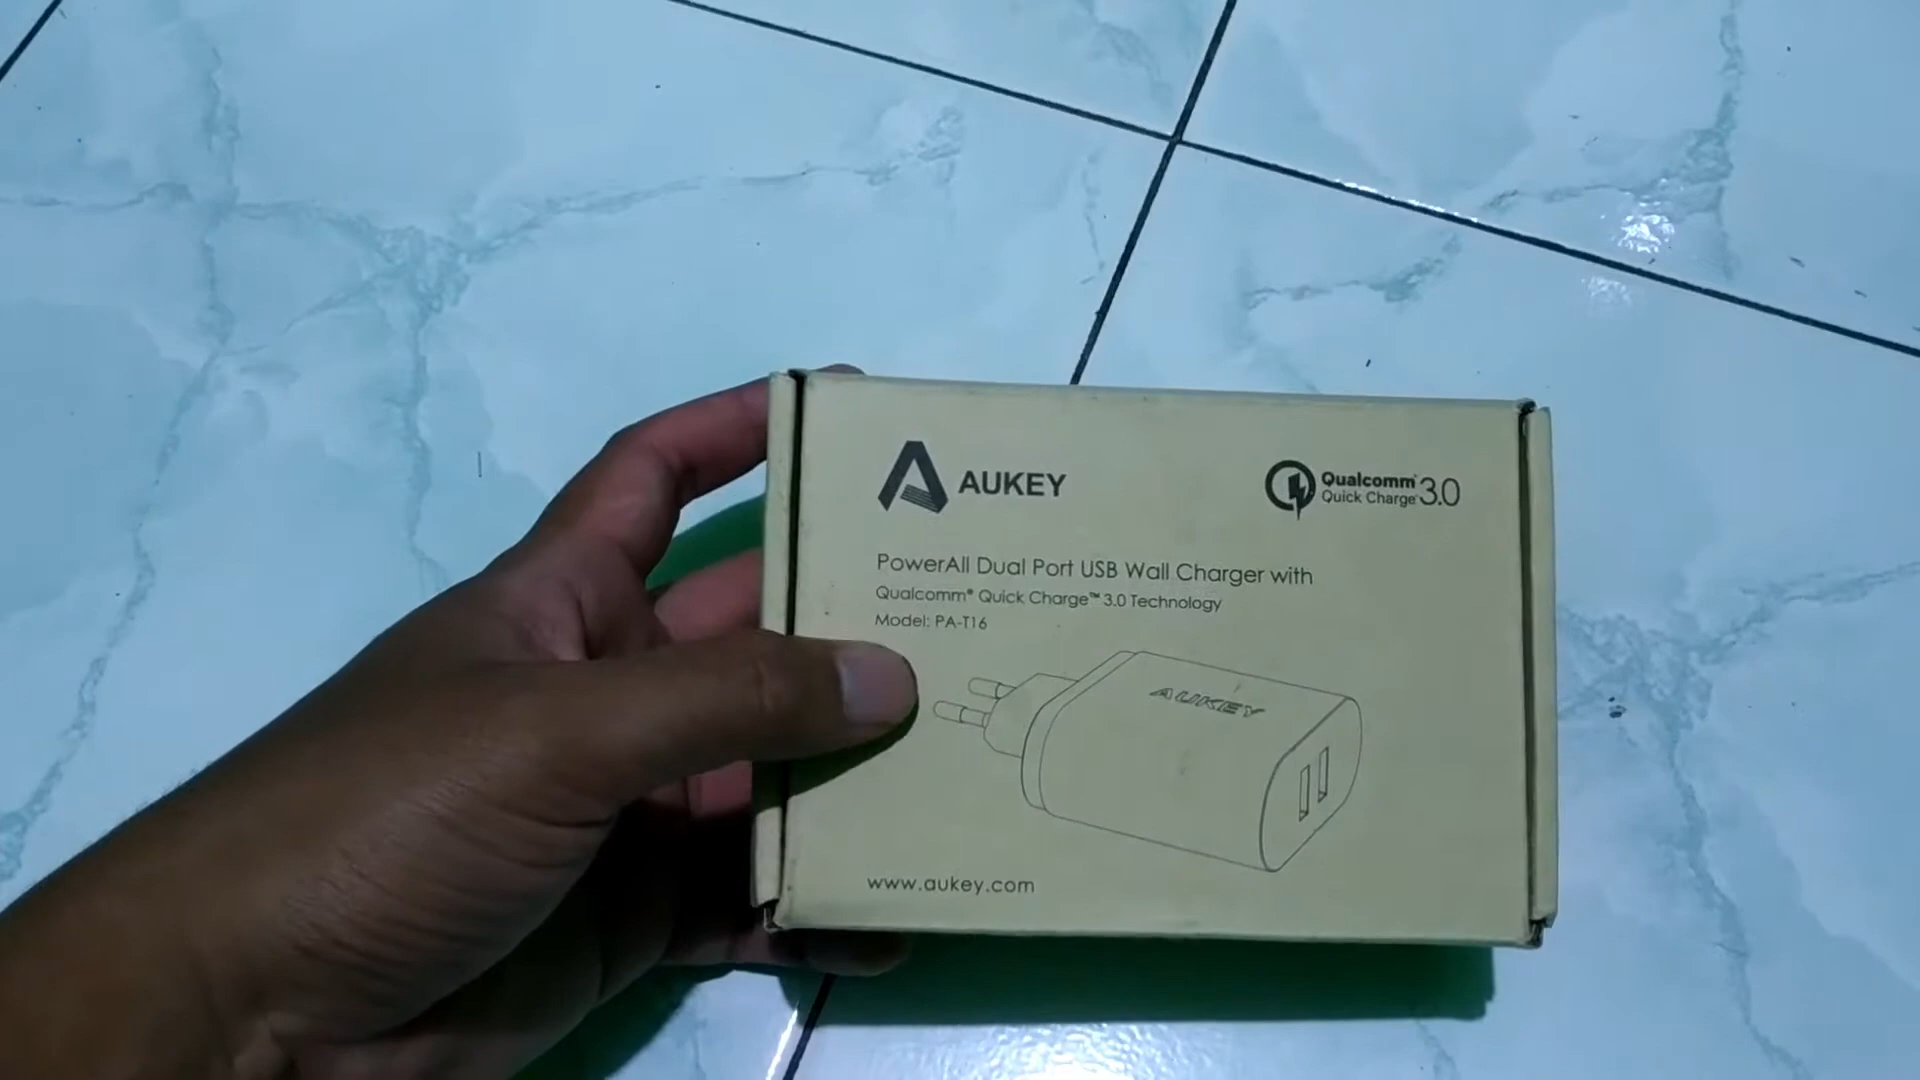 AUKEY
Qualcomm®
Quick Charge™ 3.0
PowerAll Dual Port USB Wall Charger with
Qualcomm® Quick Charge™ 3.0 Technology
Model: PA-T16
AUKEY
www.aukey.com